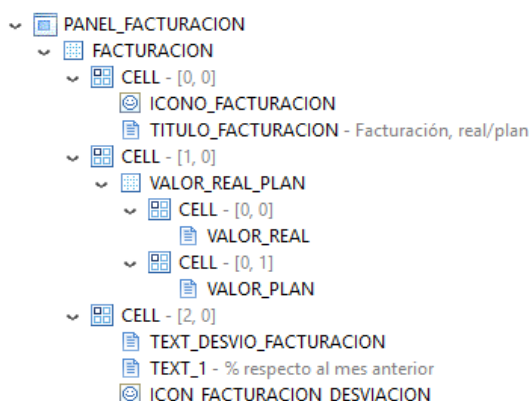 PANEL_FACTURACION
FACTURACION
CELL - [0, 0]
ICONO_FACTURACION
TITULO_FACTURACION - Facturación, real/plan
CELL - [1, 0]
VALOR_REAL_PLAN
CELL - [0, 0]
VALOR_REAL
CELL - [0, 1]
VALOR_PLAN
CELL - [2, 0]
TEXT_DESVIO_FACTURACION
TEXT_1 - % respecto al mes anterior
ICON_FACTURACION_DESVIACION